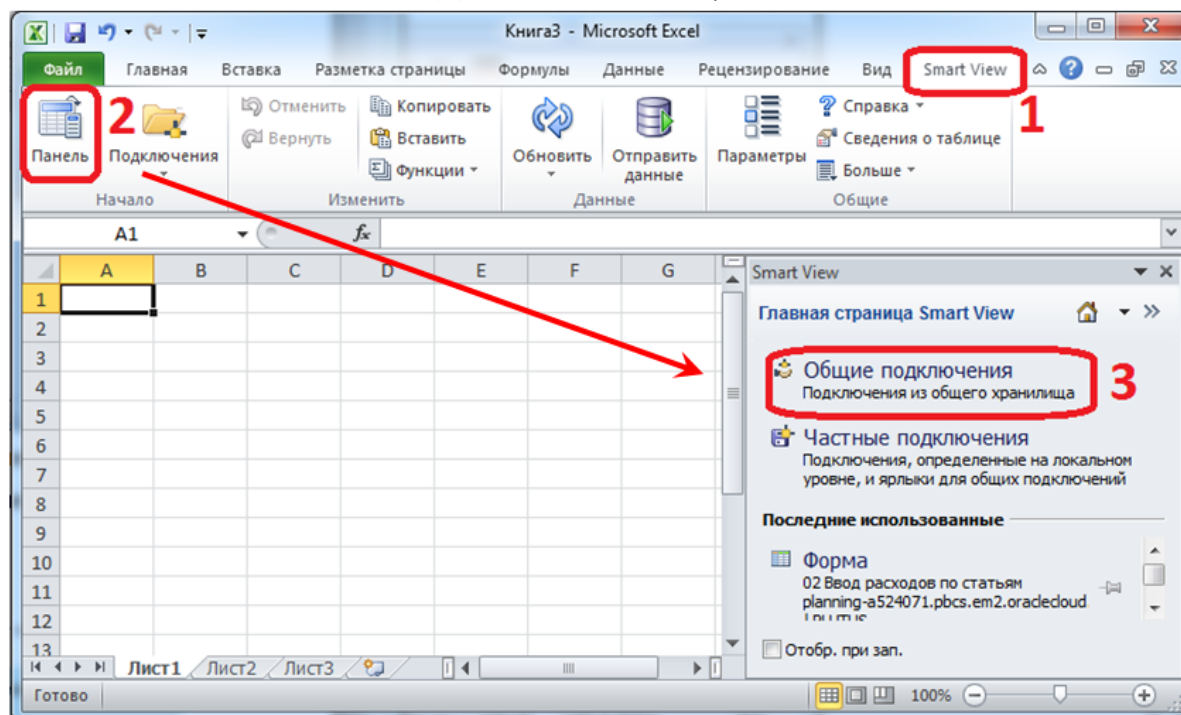 Книга3 - Microsoft Excel
Файл Главная Вставка Разметка страницы Формулы Данные Рецензирование Вид Smart View
1
2
Панель
Подключения
Отменить
Вернуть
Копировать
Вставить
Функции
Обновить
Отправить данные
Параметры
Справка
Сведения о таблице
Больше
Начало Изменить Данные Общие
A1 fx
A B C D E F G
1
2
3
4
5
6
7
8
9
10
11
12
13
Smart View
Главная страница Smart View
Общие подключения
Подключения из общего хранилища
3
Частные подключения
Подключения, определенные на локальном
уровне, и ярлыки для общих подключений
Последние использованные
Форма
02 Ввод расходов по статьям
planning-a524071.pbcs.em2.oraclecloud.
Отобр. при зап.
Лист1 Лист2 Лист3
Готово 100%